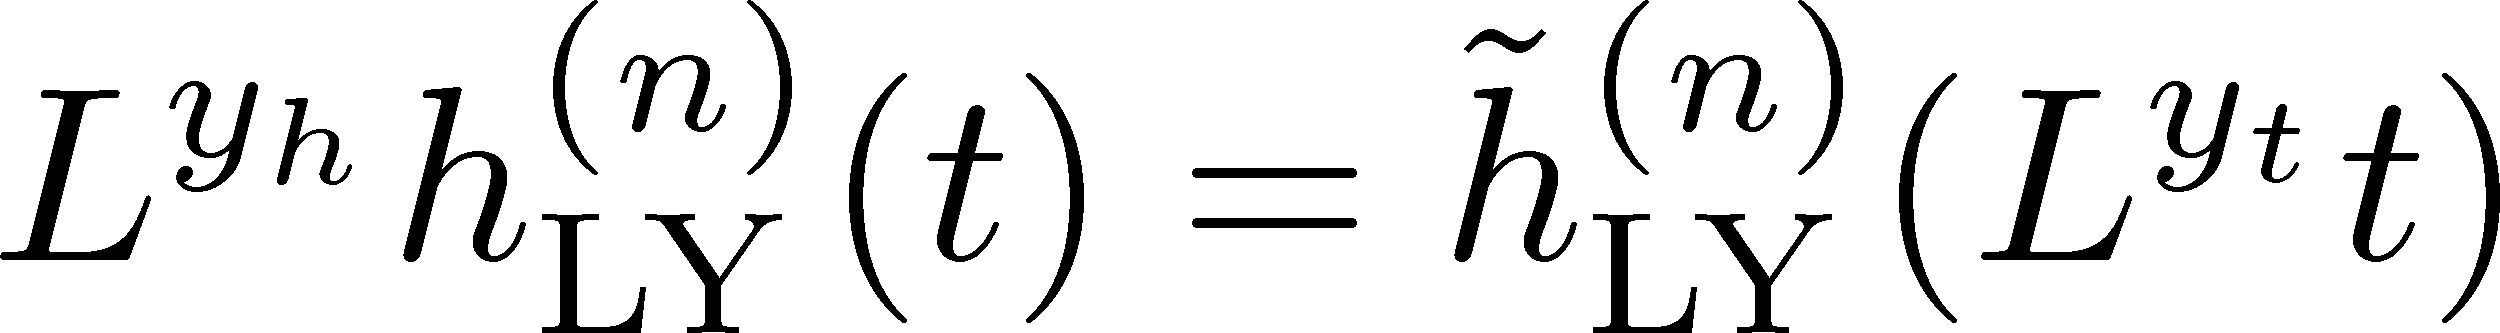 $L^{y_h} h_{\mathrm{LY}}^{(n)}(t) = \tilde{h}_{\mathrm{LY}}^{(n)}(L^{y_t} t)$